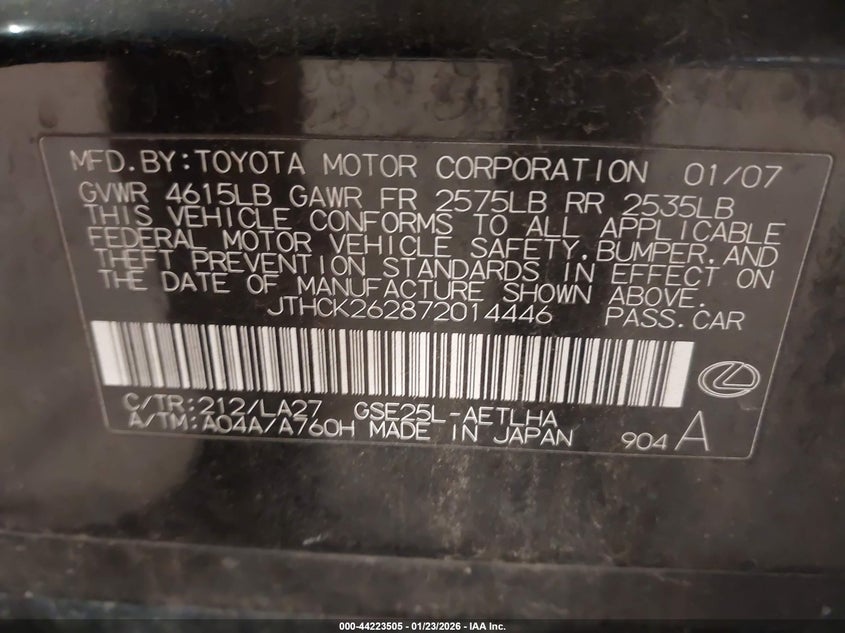 MFD.BY:TOYOTA MOTOR CORPORATION 01/07
GVWR 4615LB GAWR FR 2575LB RR 2535LB
THIS VEHICLE CONFORMS TO ALL APPLICABLE
FEDERAL MOTOR VEHICLE SAFETY,BUMPER,AND
THEFT PREVENTION STANDARDS IN EFFECT ON
THE DATE OF MANUFACTURE SHOWN ABOVE.
JTHCK262872014446 PASS.CAR
C/TR:212/LA27 GSE25L-AETLHA
A/TM:A04A/A760H MADE IN JAPAN 904 A
000-44223505 - 01/23/2026 - IAA Inc.